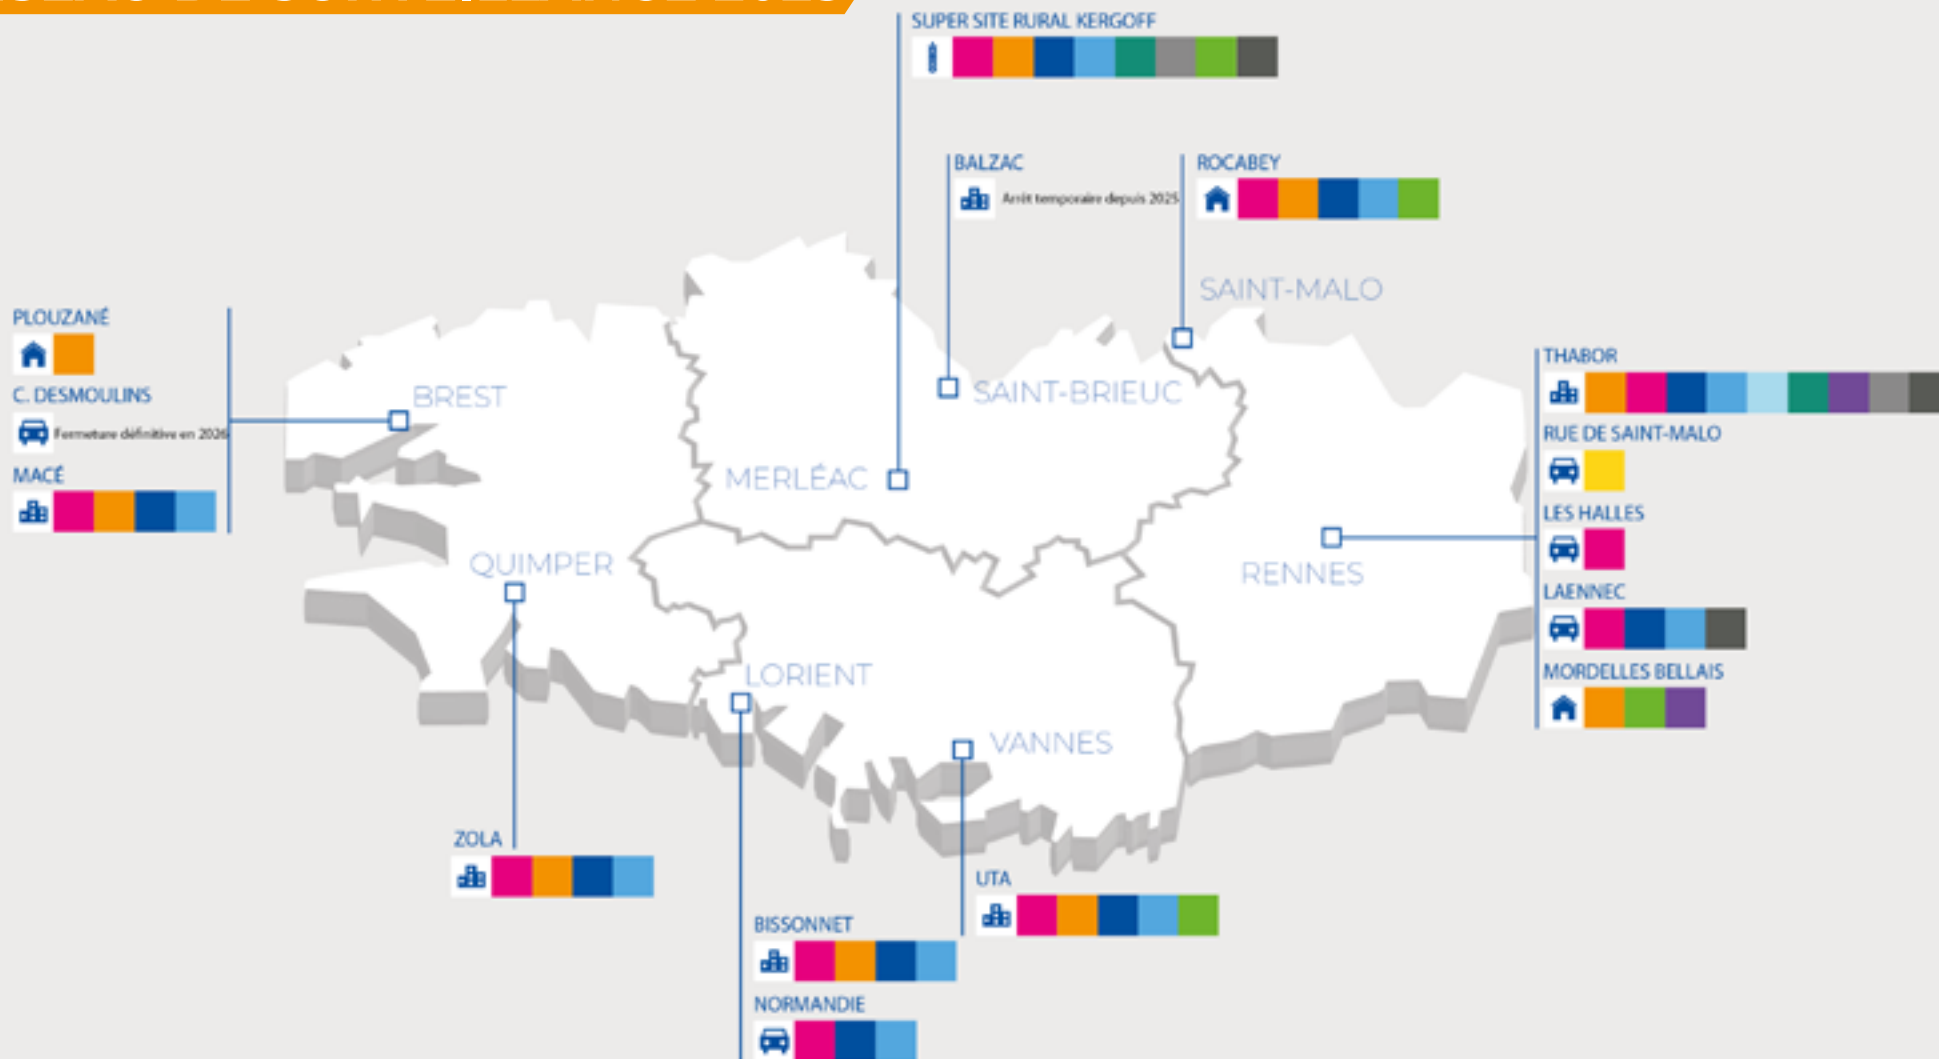 SUPER SITE RURAL KERGOFF
BALZAC
Arrêt temporaire depuis 2025
ROCABEY
SAINT-MALO
PLOUZANÉ
C. DESMOULINS
Fermeture définitive en 2026
MACÉ
BREST
SAINT-BRIEUC
MERLÉAC
QUIMPER
RENNES
LORIENT
VANNES
THABOR
RUE DE SAINT-MALO
LES HALLES
LAENNEC
MORDELLES BELLAIS
ZOLA
UTA
BISSONNET
NORMANDIE